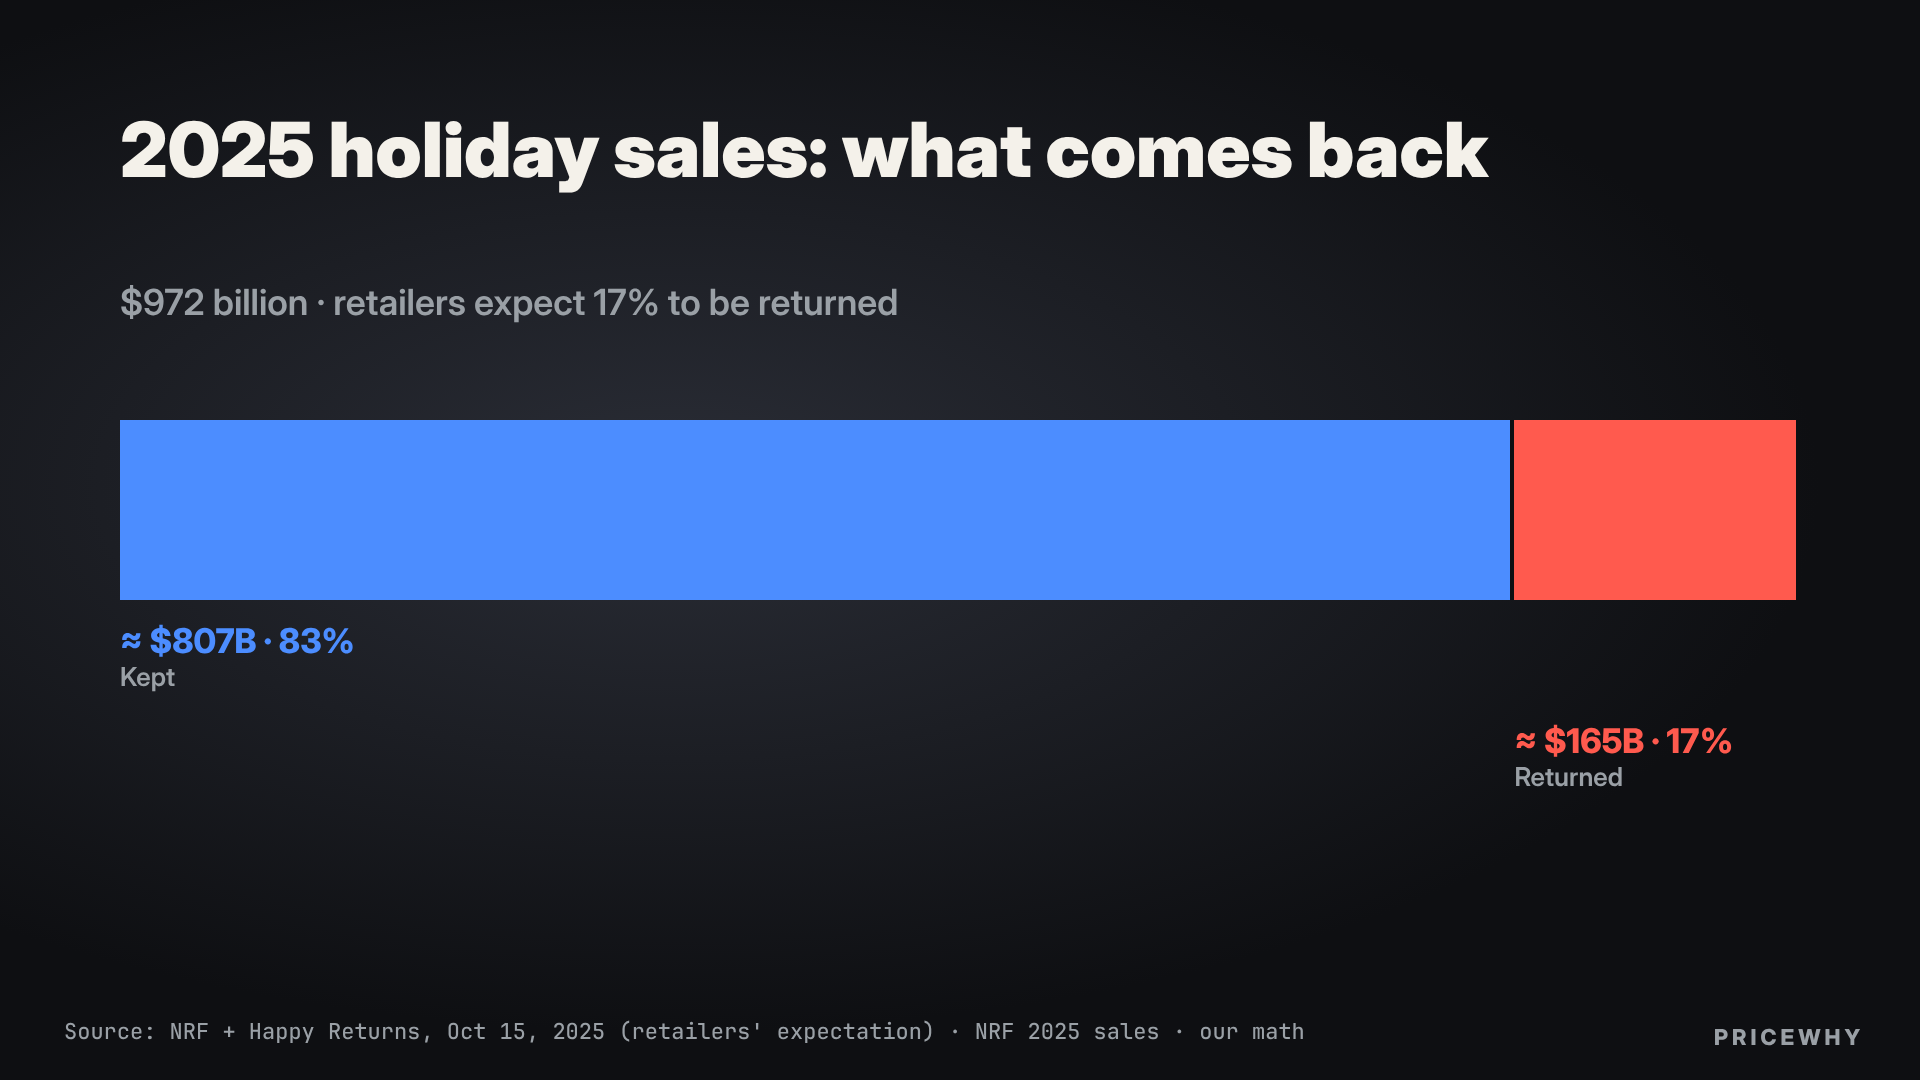 2025 holiday sales: what comes back
$972 billion · retailers expect 17% to be returned
≈ $807B · 83%
Kept
≈ $165B · 17%
Returned
Source: NRF + Happy Returns, Oct 15, 2025 (retailers' expectation) · NRF 2025 sales · our math
PRICEWHY